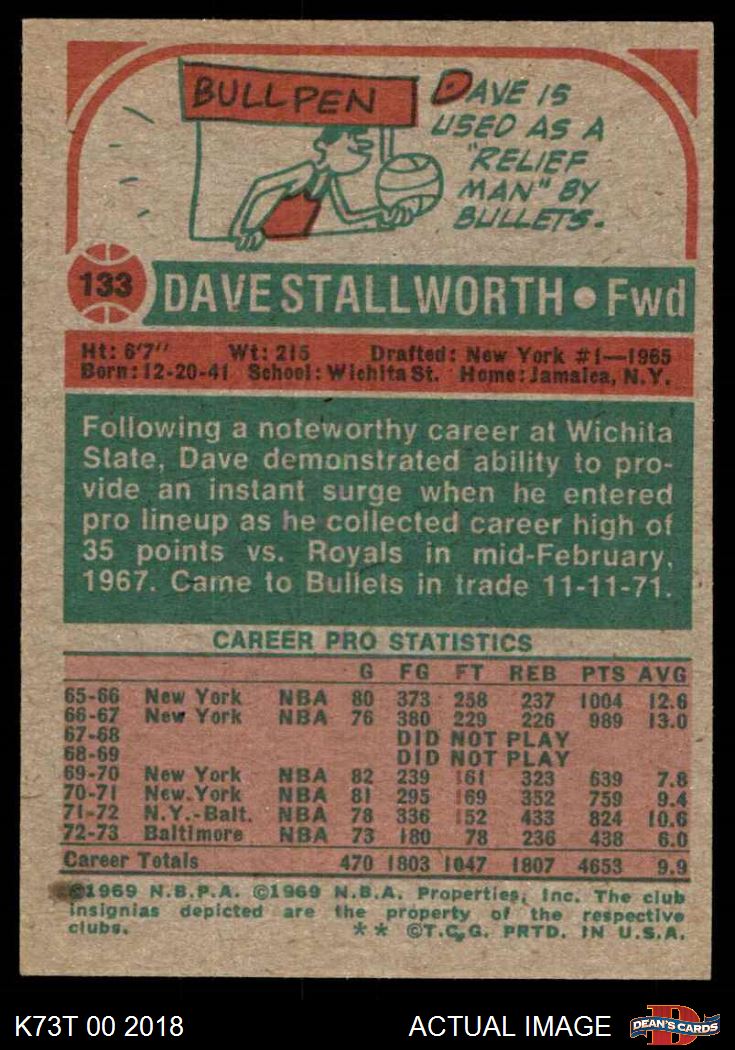 BULLPEN
DAVE IS
USED AS A
"RELIEF
MAN" BY
BULLETS.
133
DAVE STALLWORTH • Fwd
Ht: 6'7" Wt: 215 Drafted: New York #1—1965
Born: 12-20-41 School: Wichita St. Home: Jamaica, N.Y.
Following a noteworthy career at Wichita
State, Dave demonstrated ability to pro-
vide an instant surge when he entered
pro lineup as he collected career high of
35 points vs. Royals in mid-February,
1967. Came to Bullets in trade 11-11-71.
CAREER PRO STATISTICS
G FG FT REB PTS AVG
65-66 New York NBA 80 373 258 237 1004 12.6
66-67 New York NBA 76 380 229 226 989 13.0
67-68 DID NOT PLAY
68-69 DID NOT PLAY
69-70 New York NBA 82 239 161 323 639 7.8
70-71 New York NBA 81 295 169 352 759 9.4
71-72 N.Y.-Balt. NBA 78 336 152 433 824 10.6
72-73 Baltimore NBA 73 180 78 236 438 6.0
Career Totals 470 1803 1047 1807 4653 9.9
©1969 N.B.P.A. ©1969 N.B.A. Properties, Inc. The club
insignias depicted are the property of the respective
clubs. ** ©T.C.G. PRTD. IN U.S.A.
K73T 00 2018 ACTUAL IMAGE
DEAN'S CARDS